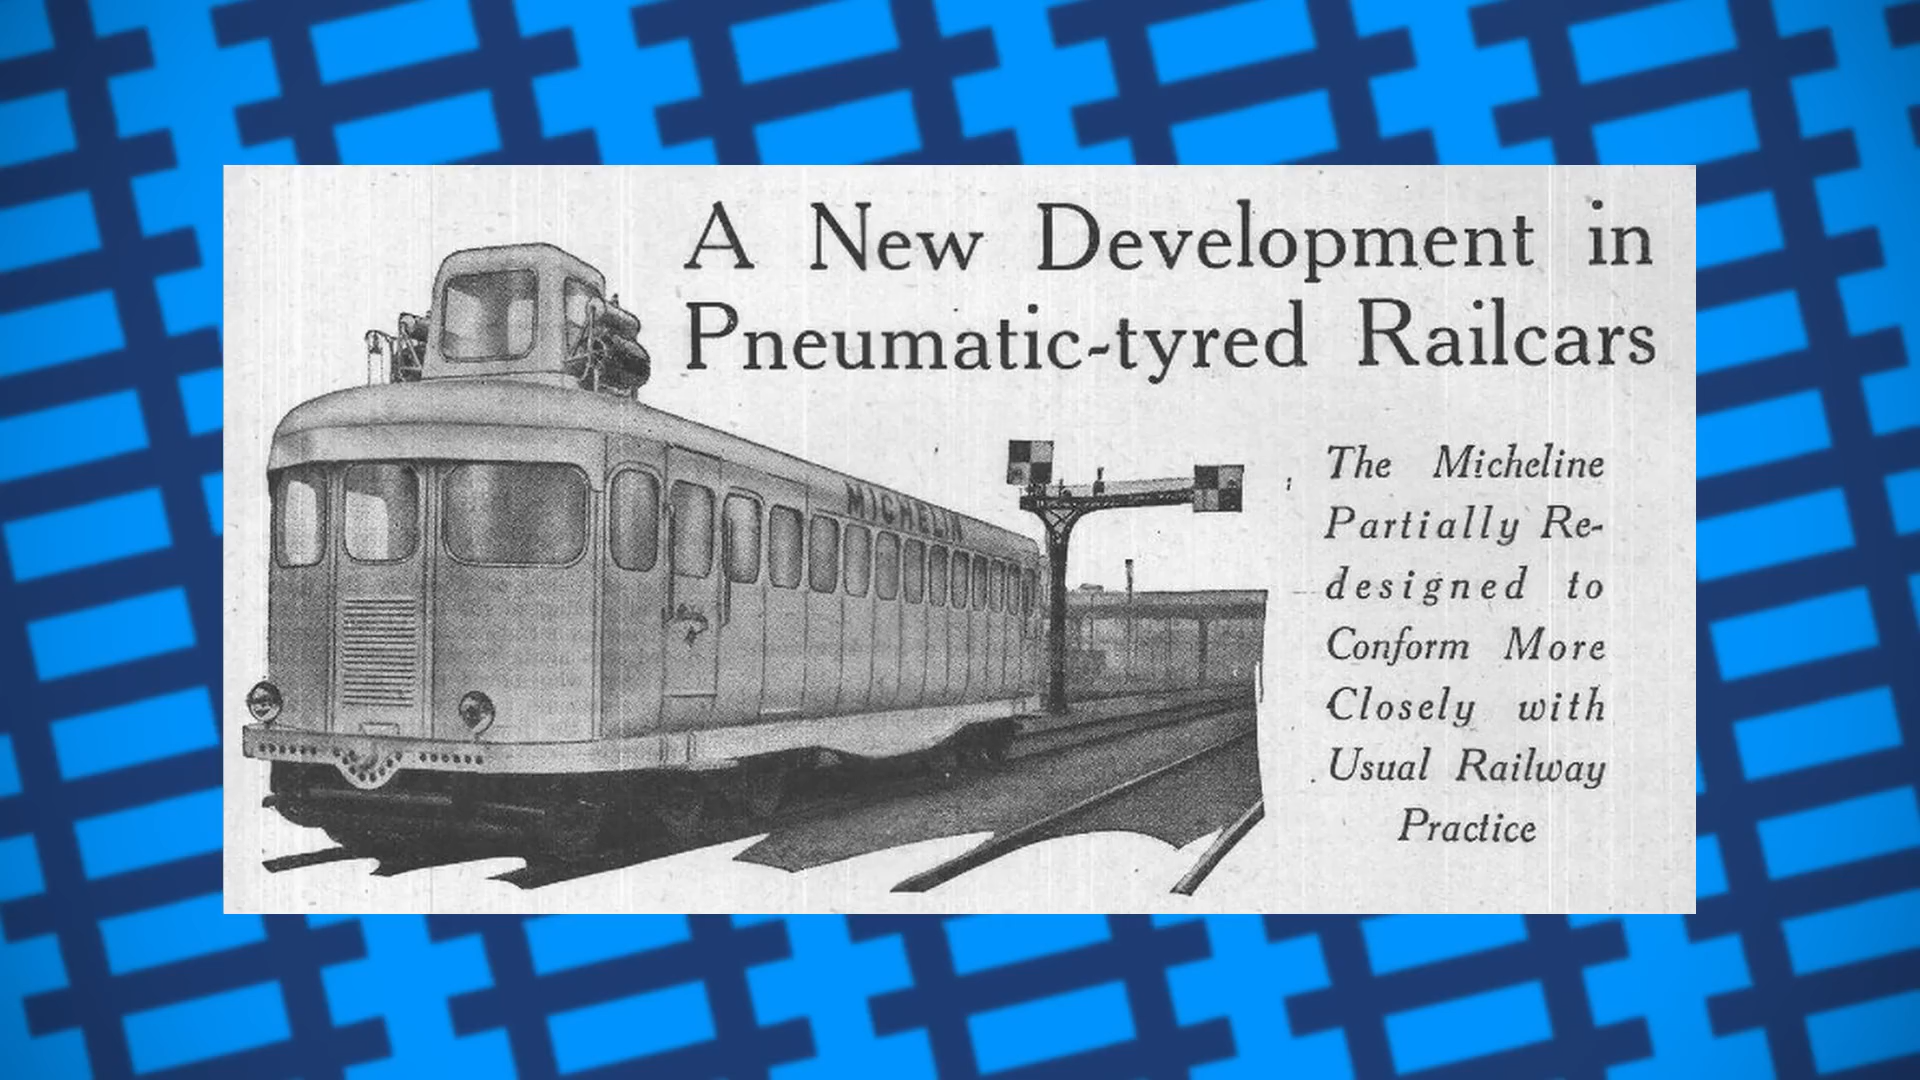 A New Development in
Pneumatic-tyred Railcars
MICHELIN
The Micheline
Partially Re-
designed to
Conform More
Closely with
Usual Railway
Practice